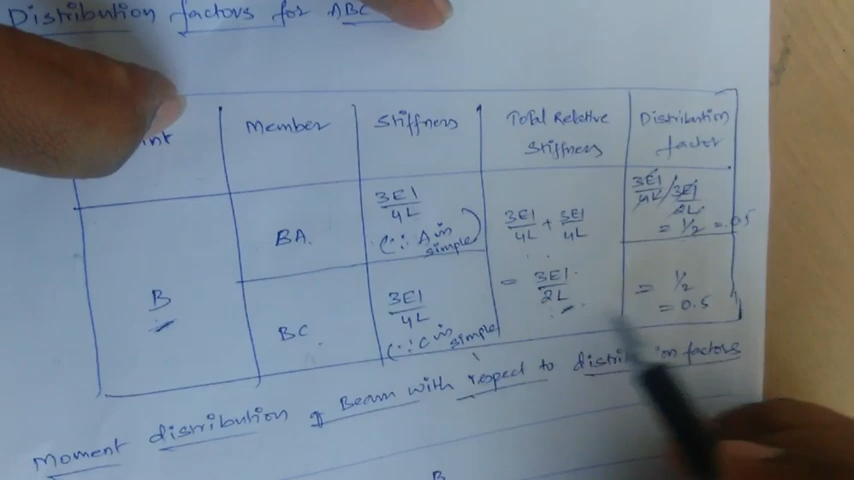 Distribution factors for ABC
Member
Stiffness
Total Relative
Stiffness
Distribution
factor
B
BA.
3EI
4L
(∵ A is
simple)
3EI/4L + 3EI/4L
= 3EI/2L
3EI/4L / 3EI/2L
= 1/2 = 0.5
BC
3EI
4L
(∵ C is
simple
= 1/2
= 0.5
Moment distribution of Beam with respect to distribution factors
B